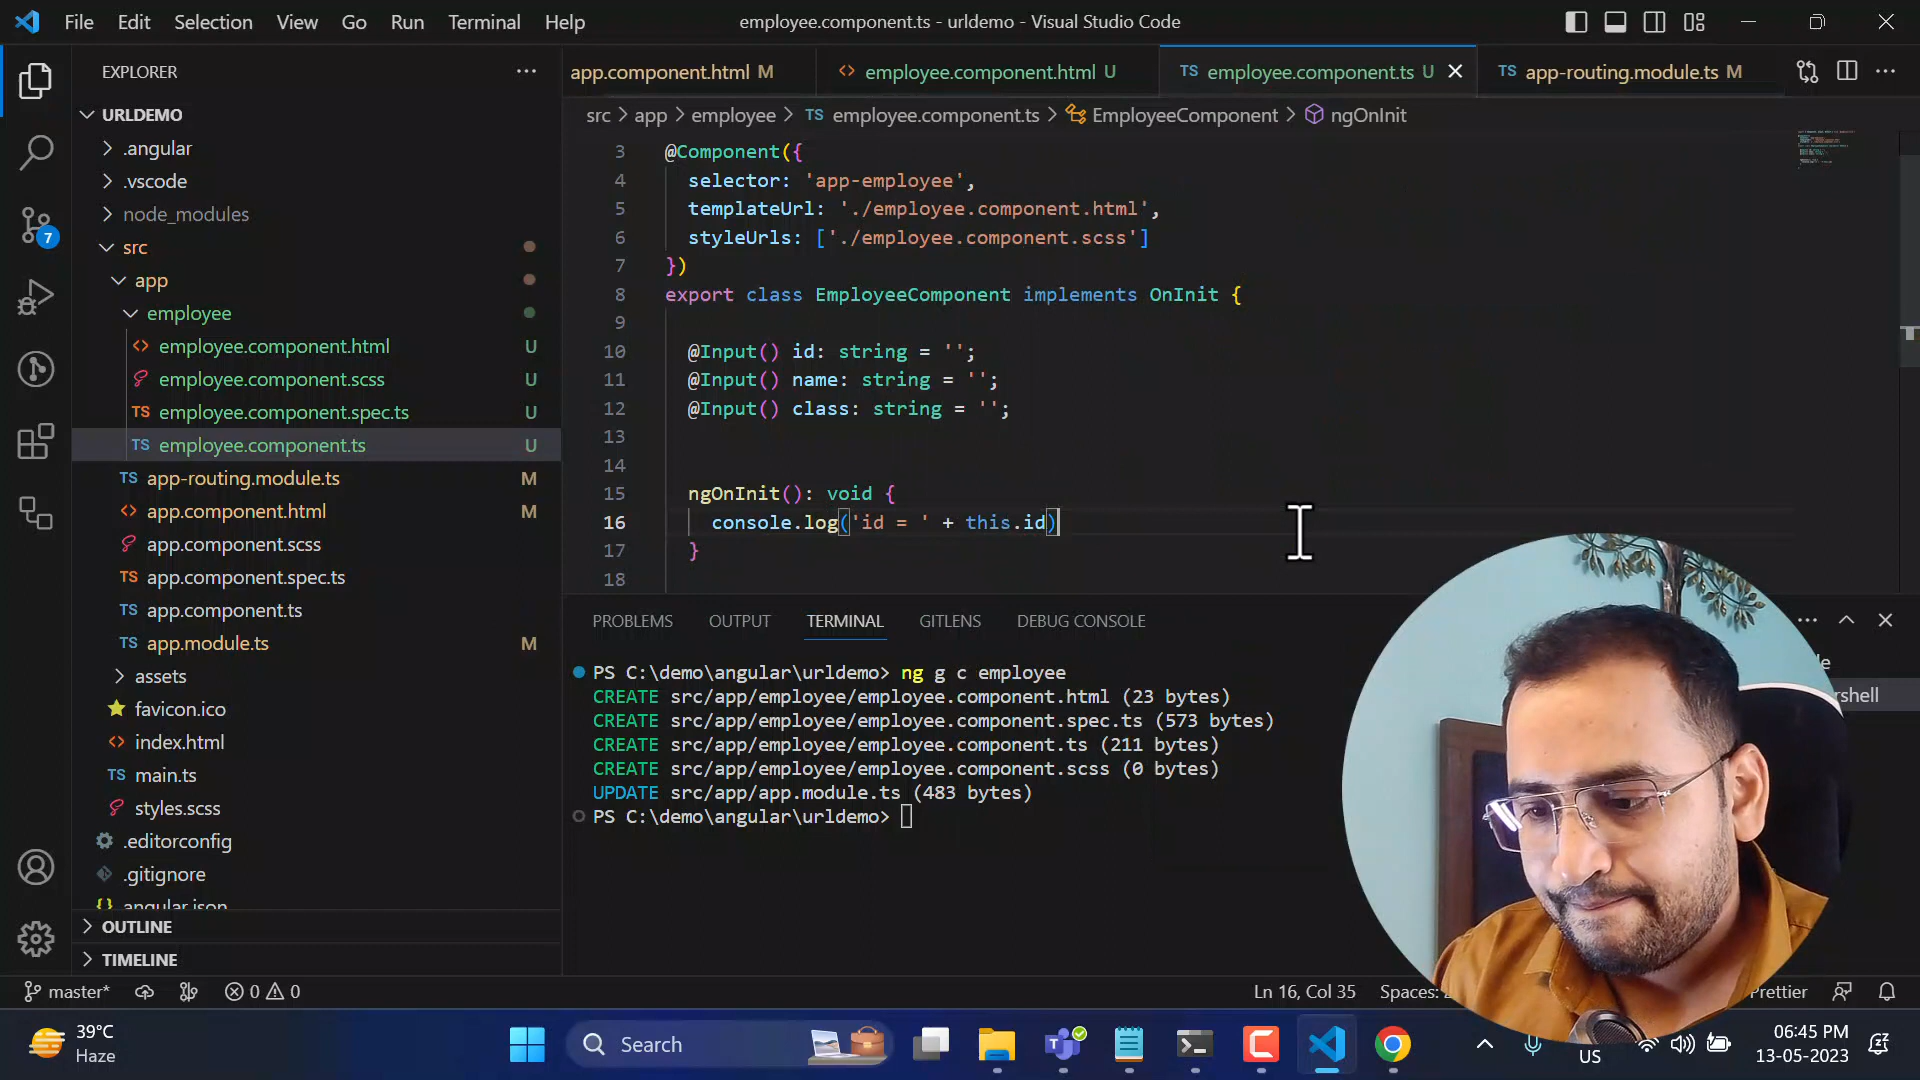 File Edit Selection View Go Run Terminal Help
employee.component.ts - urldemo - Visual Studio Code
EXPLORER
URLDEMO
.angular
.vscode
node_modules
src
app
employee
employee.component.html U
employee.component.scss U
employee.component.spec.ts U
employee.component.ts U
app-routing.module.ts M
app.component.html M
app.component.scss
app.component.spec.ts
app.component.ts
app.module.ts M
assets
favicon.ico
index.html
main.ts
styles.scss
.editorconfig
.gitignore
angular.json
OUTLINE
TIMELINE
7
app.component.html M
employee.component.html U
TS employee.component.ts U
TS app-routing.module.ts M
src > app > employee > TS employee.component.ts > EmployeeComponent > ngOnInit
3 @Component({
4 selector: 'app-employee',
5 templateUrl: './employee.component.html',
6 styleUrls: ['./employee.component.scss']
7 })
8 export class EmployeeComponent implements OnInit {
9
10 @Input() id: string = '';
11 @Input() name: string = '';
12 @Input() class: string = '';
13
14
15 ngOnInit(): void {
16 console.log('id = ' + this.id)
17 }
18
PROBLEMS OUTPUT TERMINAL GITLENS DEBUG CONSOLE
PS C:\demo\angular\urldemo> ng g c employee
CREATE src/app/employee/employee.component.html (23 bytes)
CREATE src/app/employee/employee.component.spec.ts (573 bytes)
CREATE src/app/employee/employee.component.ts (211 bytes)
CREATE src/app/employee/employee.component.scss (0 bytes)
UPDATE src/app/app.module.ts (483 bytes)
PS C:\demo\angular\urldemo>
rshell
master* 0 0
Ln 16, Col 35 Spaces: Prettier
39°C
Haze
Search
US
06:45 PM
13-05-2023